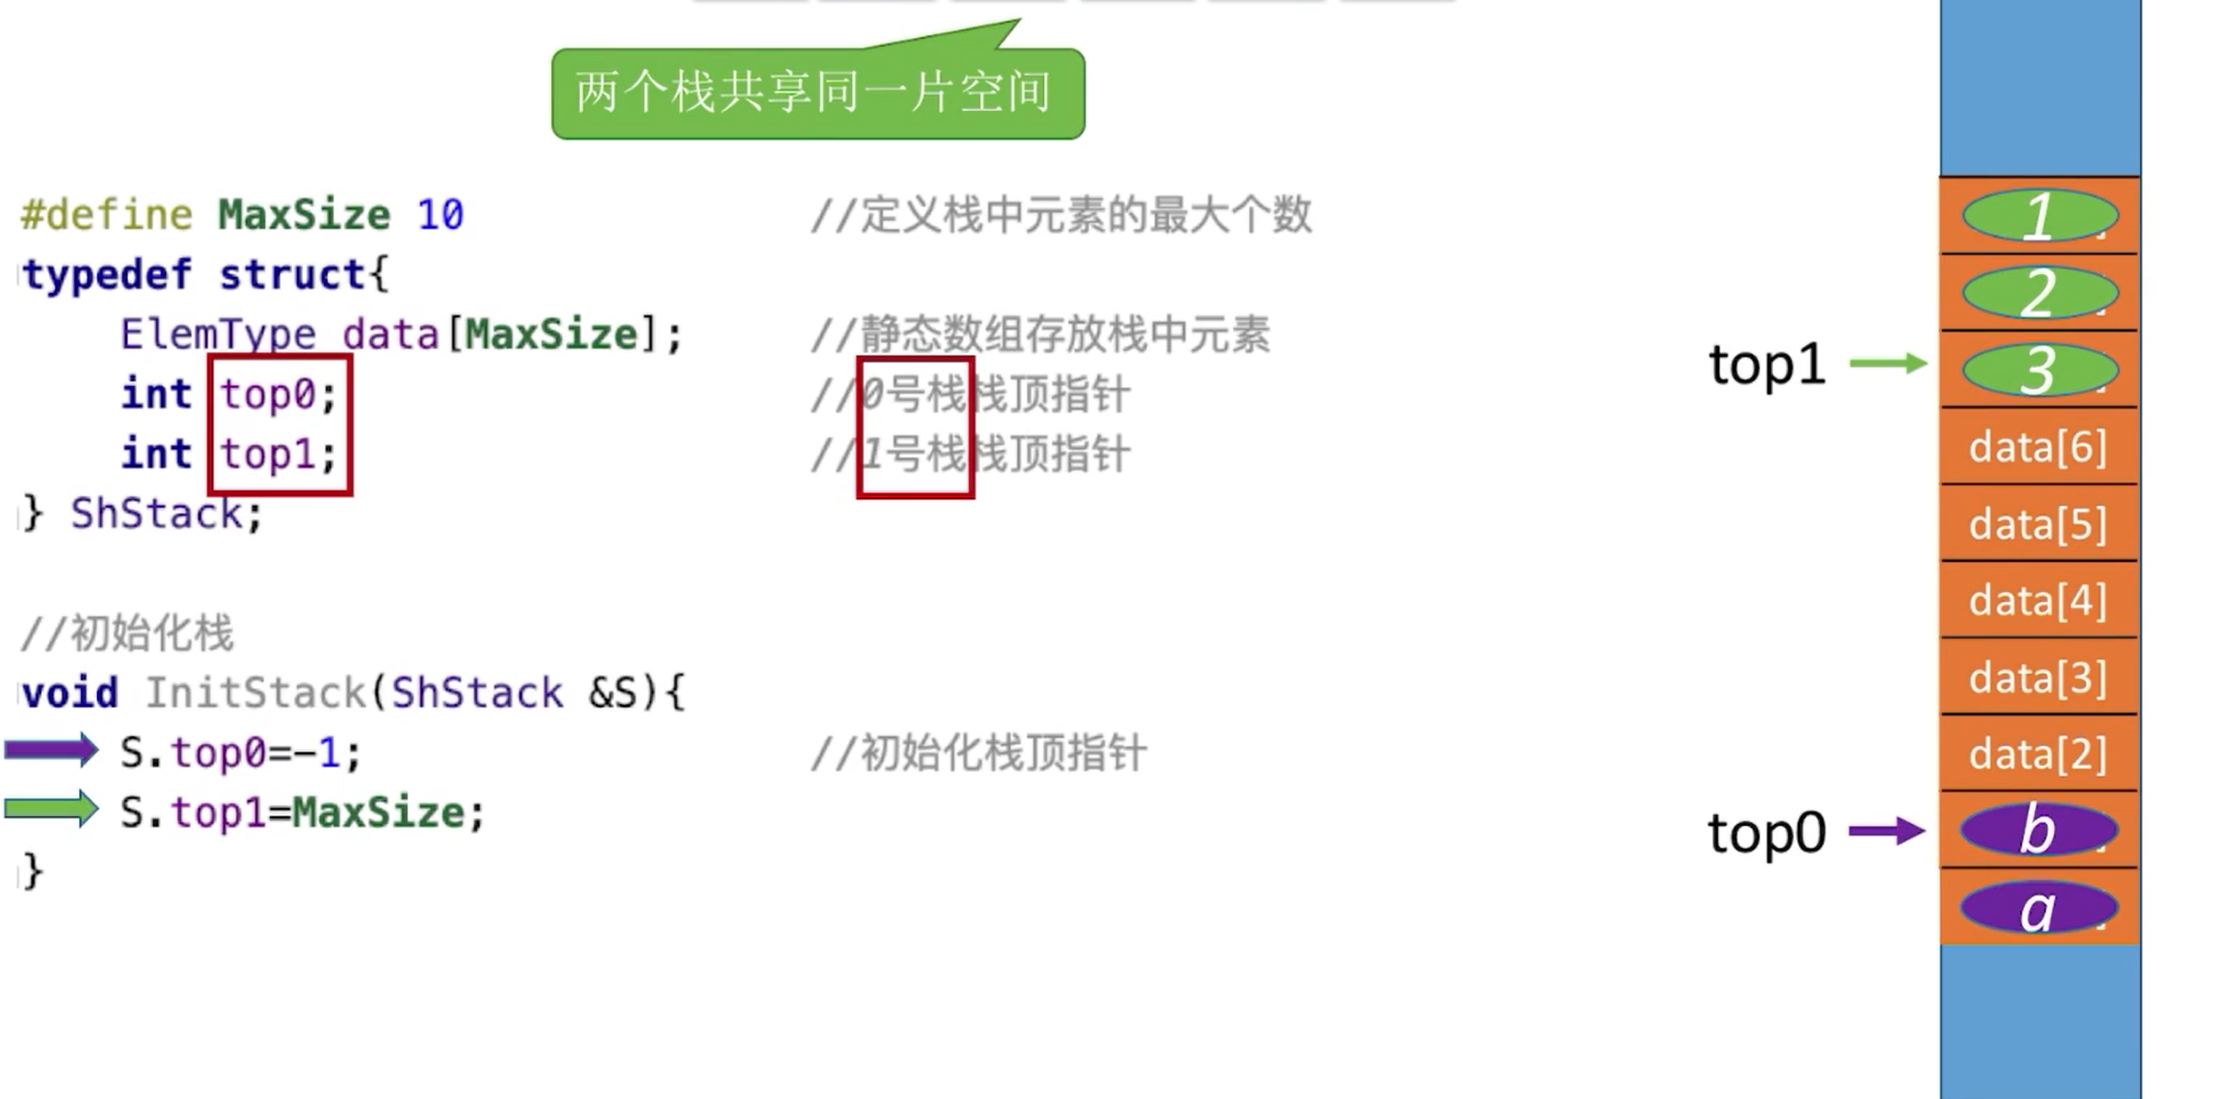 两个栈共享同一片空间
#define MaxSize 10 //定义栈中元素的最大个数
typedef struct{
ElemType data[MaxSize]; //静态数组存放栈中元素
int top0; //0号栈栈顶指针
int top1; //1号栈栈顶指针
} ShStack;
//初始化栈
void InitStack(ShStack &S){
S.top0=-1; //初始化栈顶指针
S.top1=MaxSize;
}
1
2
top1 3
data[6]
data[5]
data[4]
data[3]
data[2]
top0 b
a